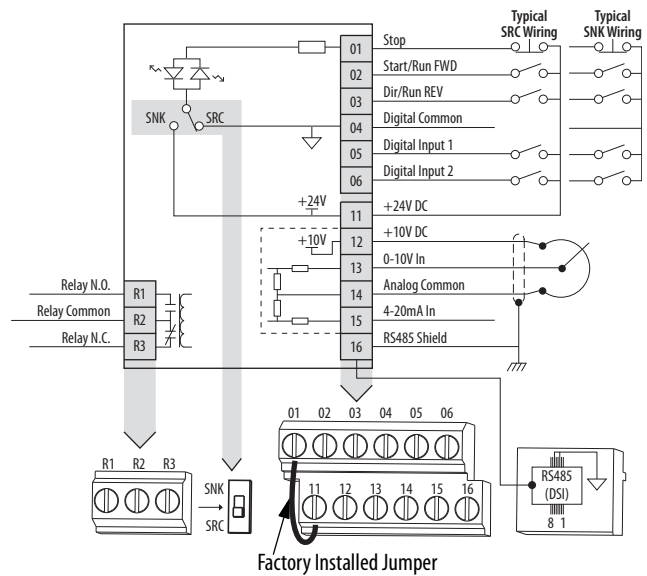 Typical
SRC Wiring
Typical
SNK Wiring
01 Stop
02 Start/Run FWD
03 Dir/Run REV
SNK SRC
04 Digital Common
05 Digital Input 1
06 Digital Input 2
+24V
11 +24V DC
+10V
12 +10V DC
13 0-10V In
14 Analog Common
15 4-20mA In
16 RS485 Shield
Relay N.O. R1
Relay Common R2
Relay N.C. R3
01 02 03 04 05 06
R1 R2 R3
SNK
SRC
11 12 13 14 15 16
RS485
(DSI)
8 1
Factory Installed Jumper